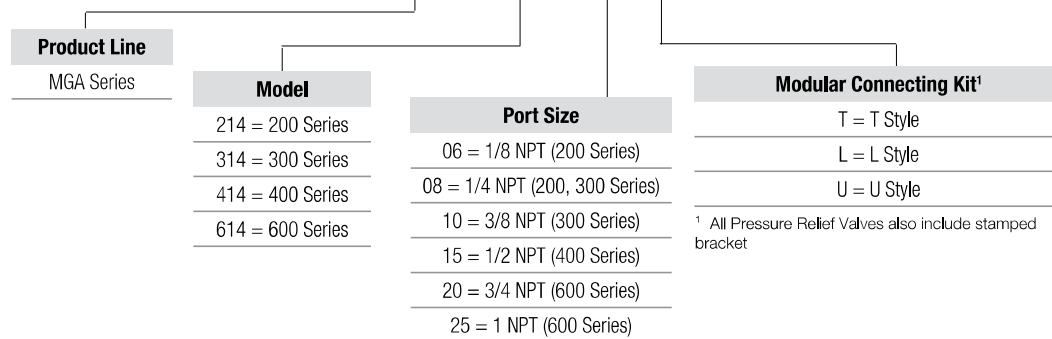 Product Line
MGA Series
Model
214 = 200 Series
314 = 300 Series
414 = 400 Series
614 = 600 Series
Port Size
06 = 1/8 NPT (200 Series)
08 = 1/4 NPT (200, 300 Series)
10 = 3/8 NPT (300 Series)
15 = 1/2 NPT (400 Series)
20 = 3/4 NPT (600 Series)
25 = 1 NPT (600 Series)
Modular Connecting Kit¹
T = T Style
L = L Style
U = U Style
¹ All Pressure Relief Valves also include stamped
bracket